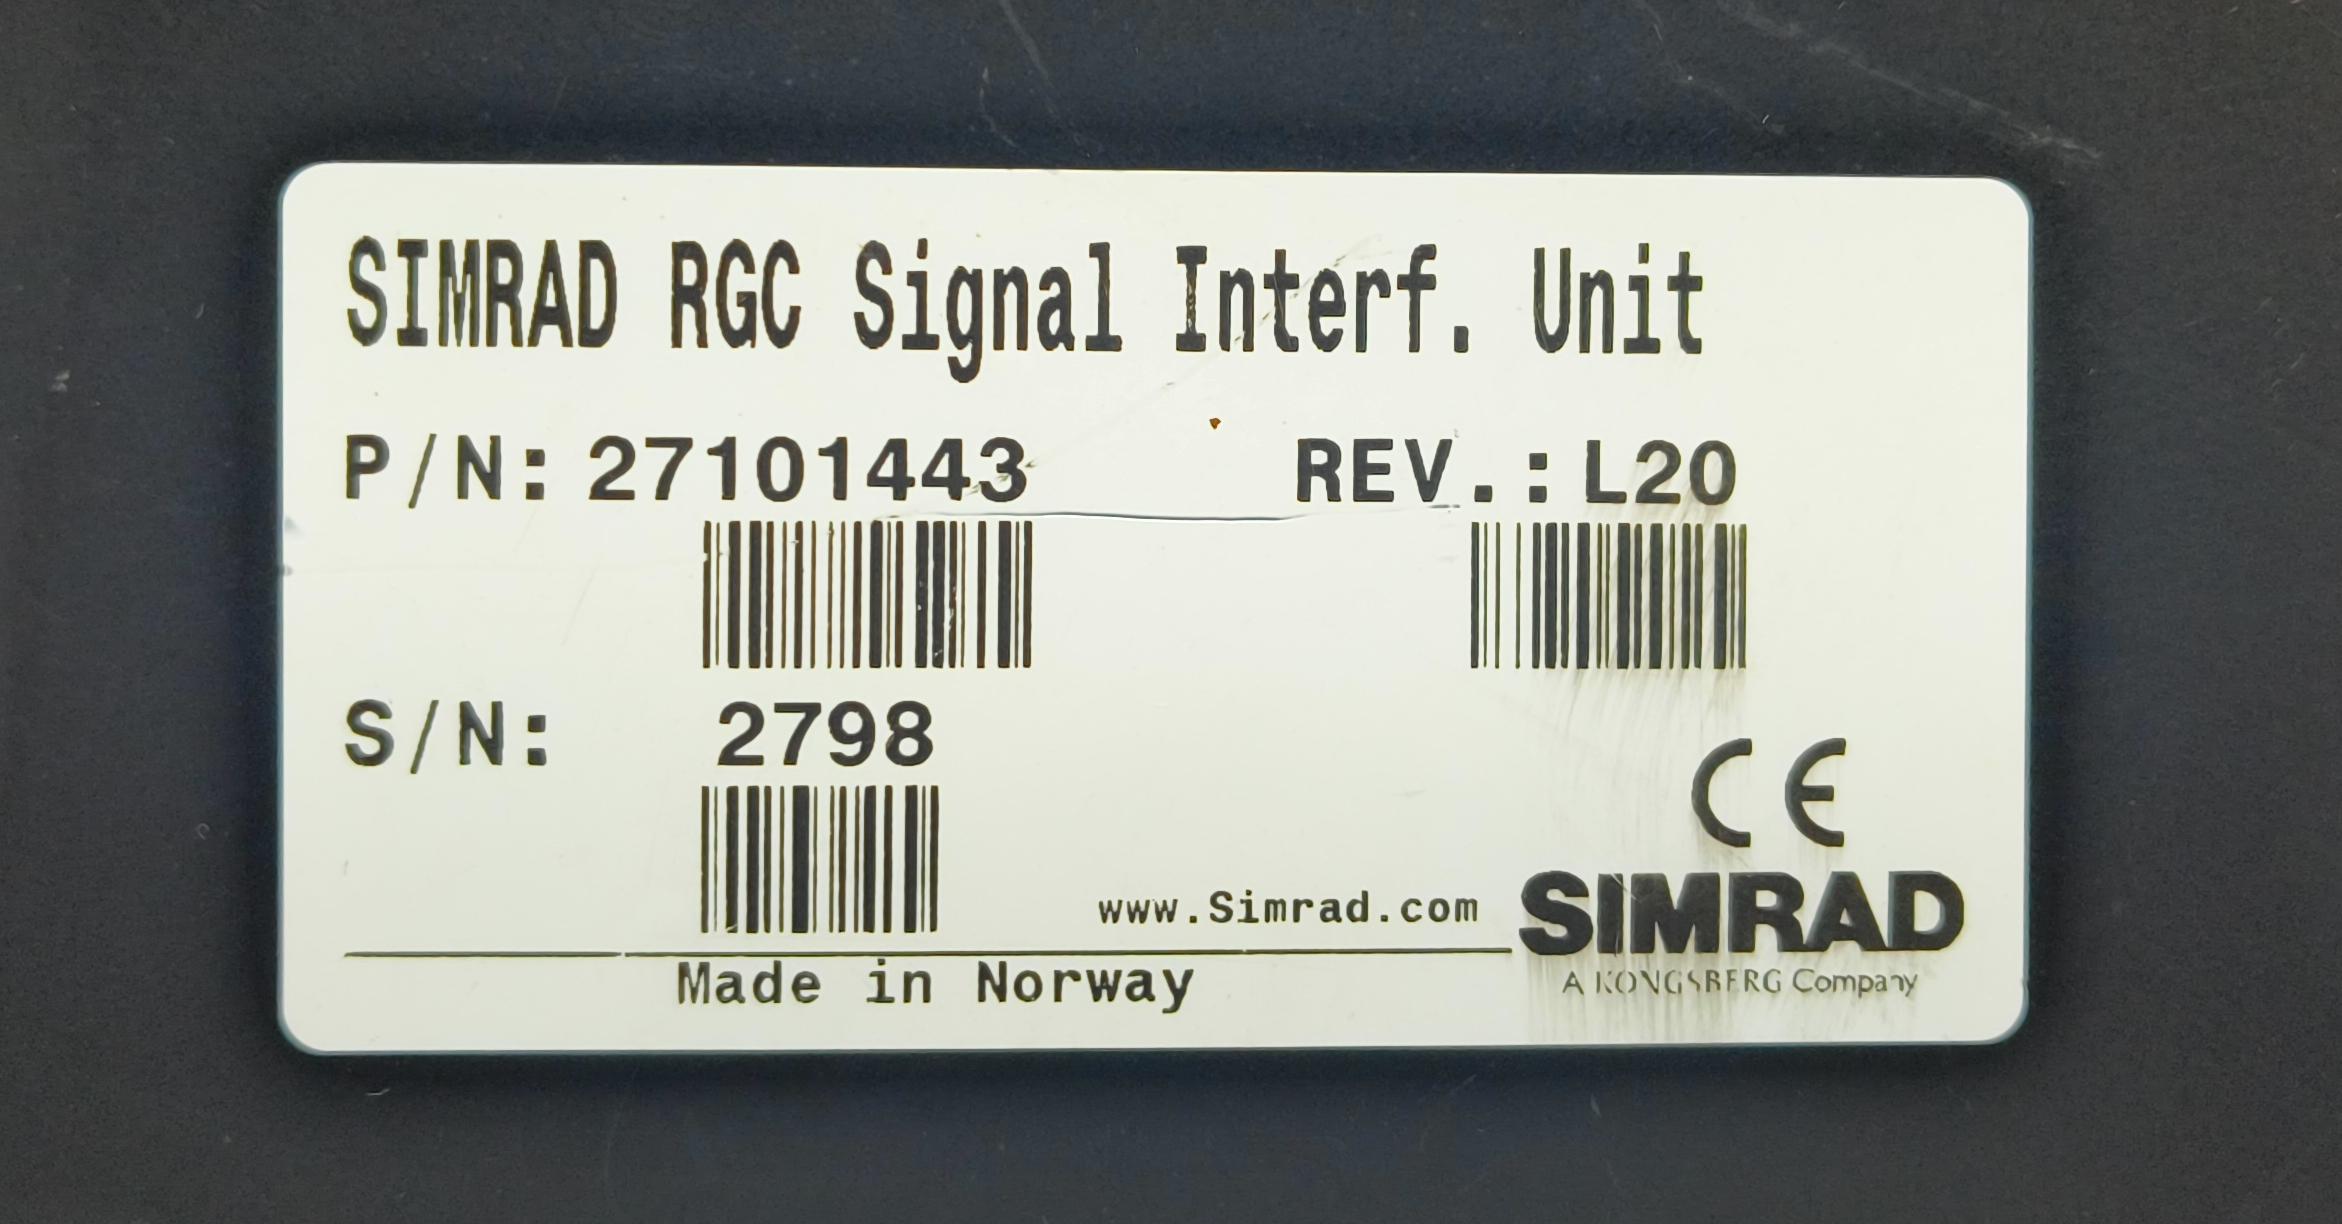 SIMRAD RGC Signal Interf. Unit
P/N: 27101443 REV.: L20
S/N: 2798
CE
www.Simrad.com
SIMRAD
A KONGSBERG Company
Made in Norway